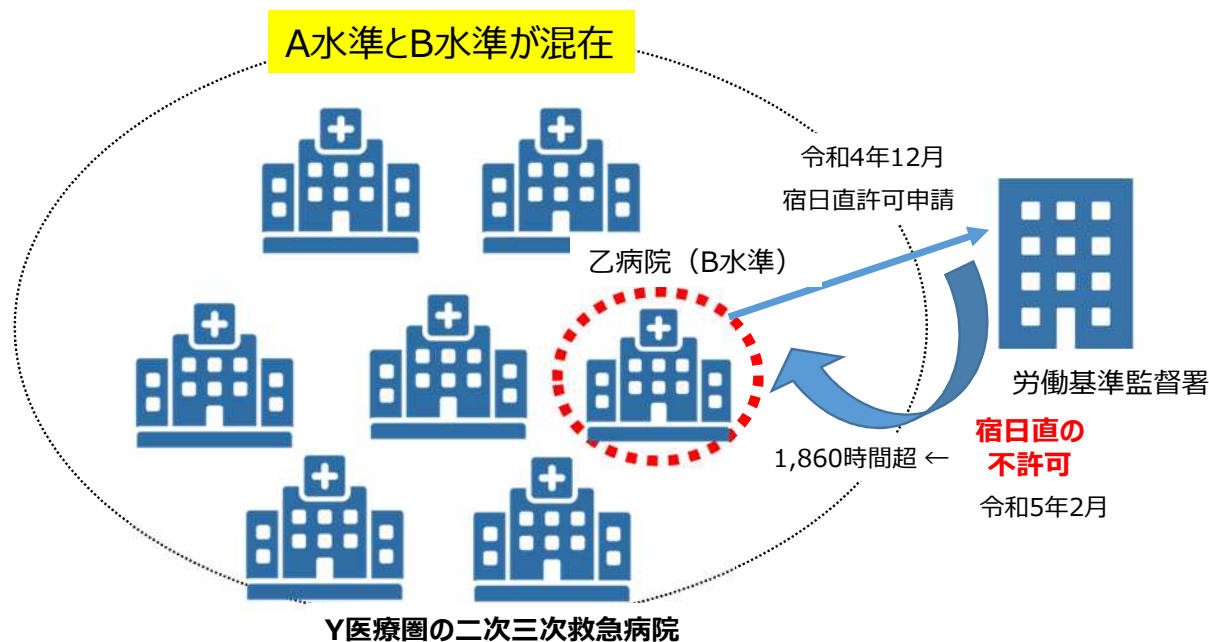 A水準とB水準が混在
令和4年12月
宿日直許可申請
乙病院（B水準）
労働基準監督署
宿日直の
不許可
1,860時間超 ←
令和5年2月
Y医療圏の二次三次救急病院